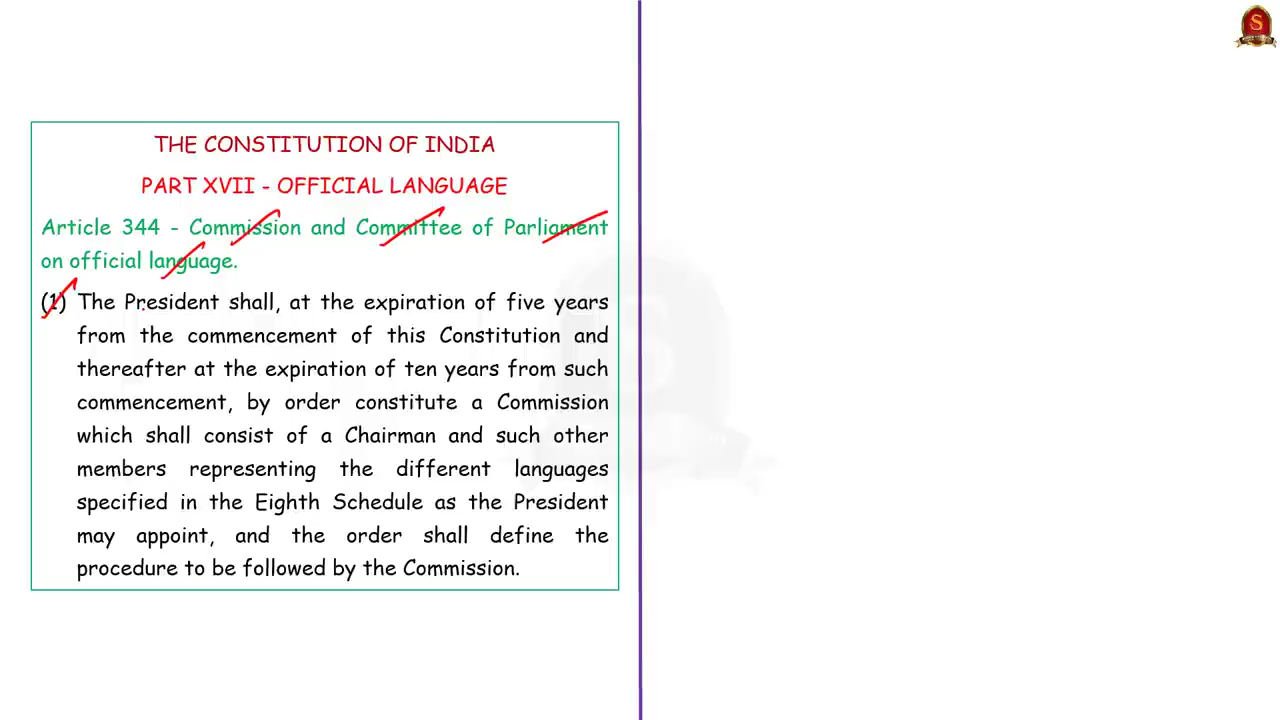 THE CONSTITUTION OF INDIA
PART XVII - OFFICIAL LANGUAGE
Article 344 - Commission and Committee of Parliament
on official language.
(1) The President shall, at the expiration of five years
from the commencement of this Constitution and
thereafter at the expiration of ten years from such
commencement, by order constitute a Commission
which shall consist of a Chairman and such other
members representing the different languages
specified in the Eighth Schedule as the President
may appoint, and the order shall define the
procedure to be followed by the Commission.
S